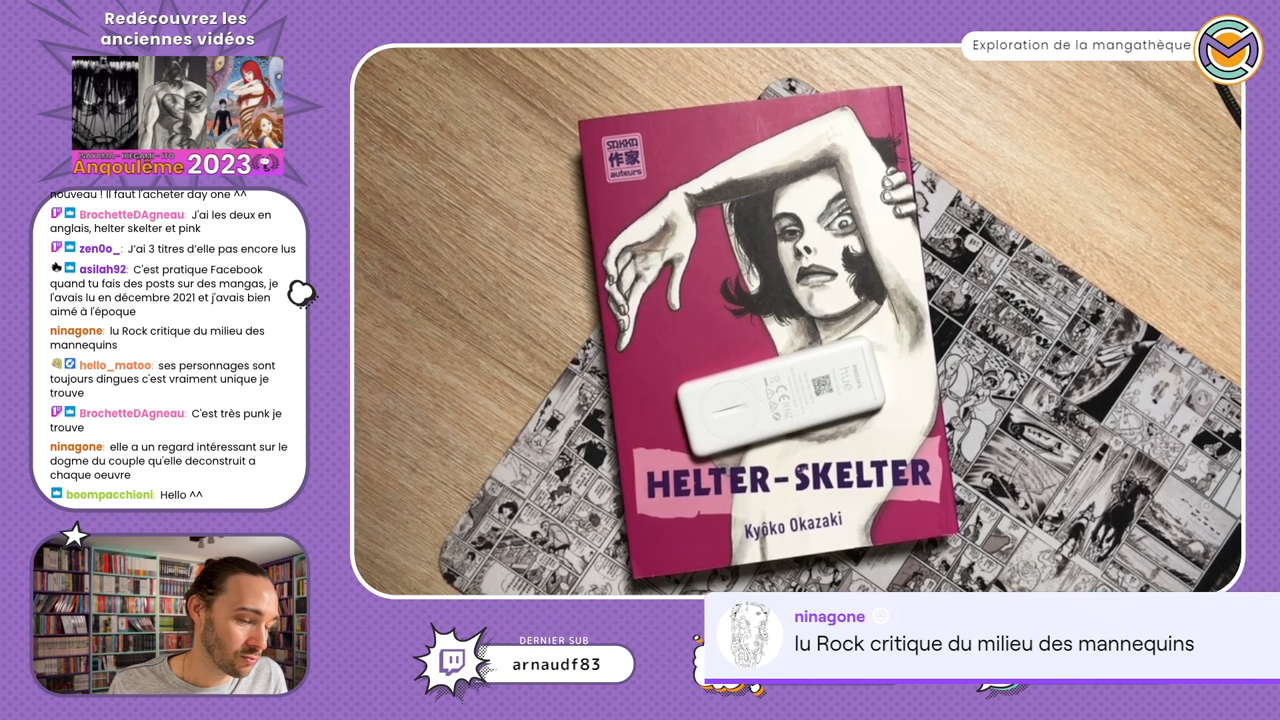 Redécouvrez les
anciennes vidéos
Angoulême 2023
nouveau ! Il faut l'acheter day one ^^
BrochetteDAgneau: J'ai les deux en
anglais, helter skelter et pink
zen0o_: J'ai 3 titres d'elle pas encore lus
asilah92: C'est pratique Facebook
quand tu fais des posts sur des mangas, je
l'avais lu en décembre 2021 et j'avais bien
aimé à l'époque
ninagone: lu Rock critique du milieu des
mannequins
hello_matoo: ses personnages sont
toujours dingues c'est vraiment unique je
trouve
BrochetteDAgneau: C'est très punk je
trouve
ninagone: elle a un regard intéressant sur le
dogme du couple qu'elle deconstruit a
chaque oeuvre
boompacchioni: Hello ^^
Exploration de la mangathèque
SAKKA
作家
auteurs
hue
HELTER-SKELTER
Kyôko Okazaki
DERNIER SUB
arnaudf83
ninagone
lu Rock critique du milieu des mannequins